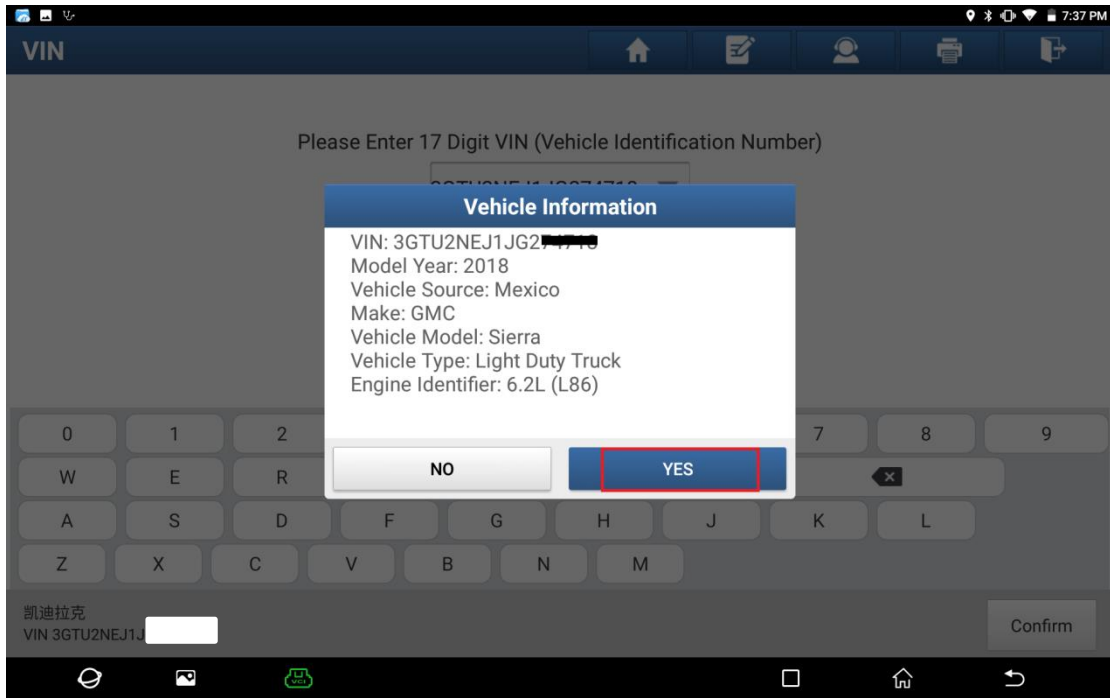 7:37 PM
VIN
Please Enter 17 Digit VIN (Vehicle Identification Number)
Vehicle Information
VIN: 3GTU2NEJ1JG2
Model Year: 2018
Vehicle Source: Mexico
Make: GMC
Vehicle Model: Sierra
Vehicle Type: Light Duty Truck
Engine Identifier: 6.2L (L86)
NO
YES
0 1 2 7 8 9
W E R
A S D F G H J K L
Z X C V B N M
凯迪拉克
VIN 3GTU2NEJ1J
Confirm
VCI